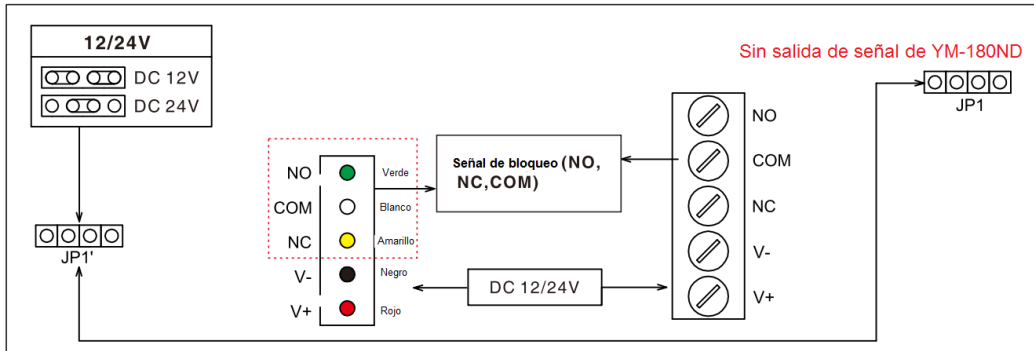 12/24V
DC 12V
DC 24V
JP1'
NO Verde
COM Blanco
NC Amarillo
V- Negro
V+ Rojo
Señal de bloqueo (NO,
NC,COM)
DC 12/24V
NO
COM
NC
V-
V+
Sin salida de señal de YM-180ND
JP1